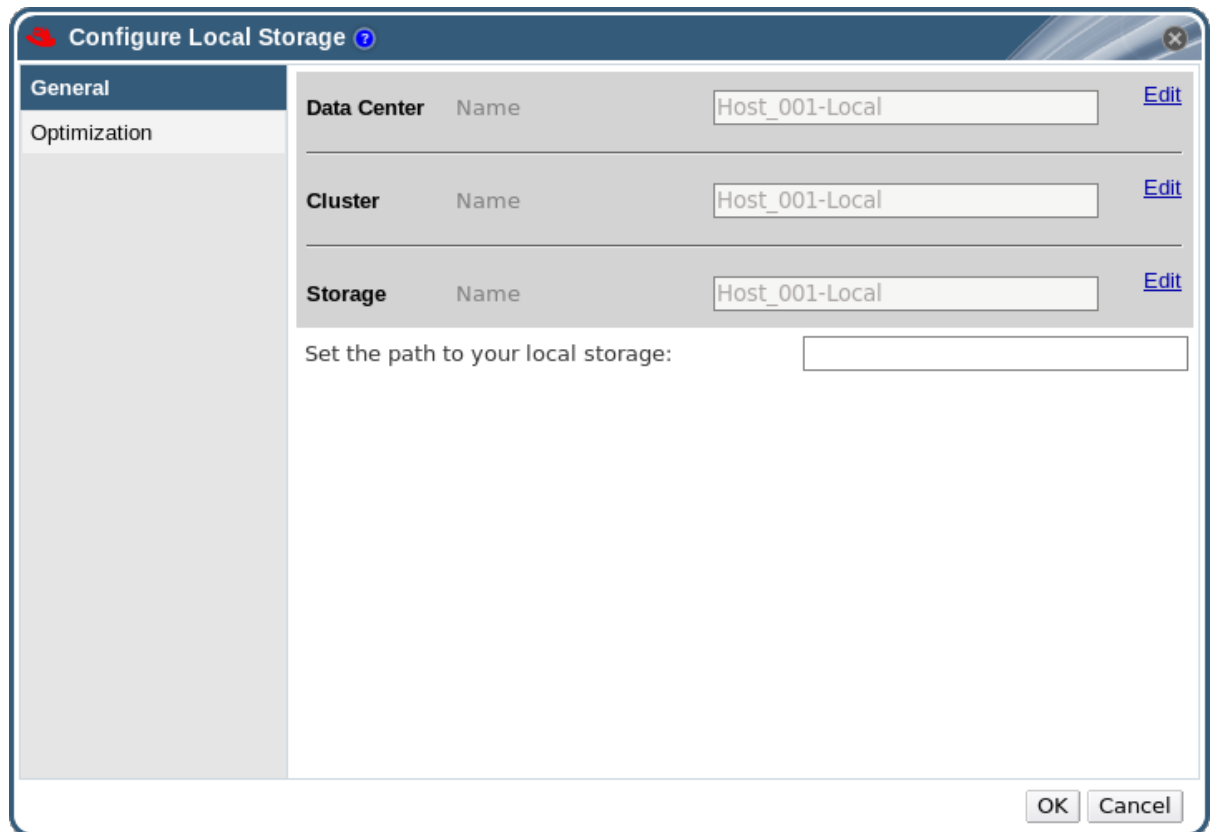 Configure Local Storage ?
General
Optimization
Data Center Name Host_001-Local Edit
Cluster Name Host_001-Local Edit
Storage Name Host_001-Local Edit
Set the path to your local storage:
OK Cancel